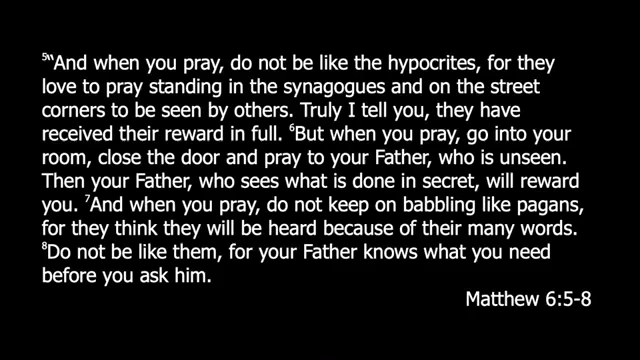 ⁵“And when you pray, do not be like the hypocrites, for they
love to pray standing in the synagogues and on the street
corners to be seen by others. Truly I tell you, they have
received their reward in full. ⁶But when you pray, go into your
room, close the door and pray to your Father, who is unseen.
Then your Father, who sees what is done in secret, will reward
you. ⁷And when you pray, do not keep on babbling like pagans,
for they think they will be heard because of their many words.
⁸Do not be like them, for your Father knows what you need
before you ask him.
Matthew 6:5-8